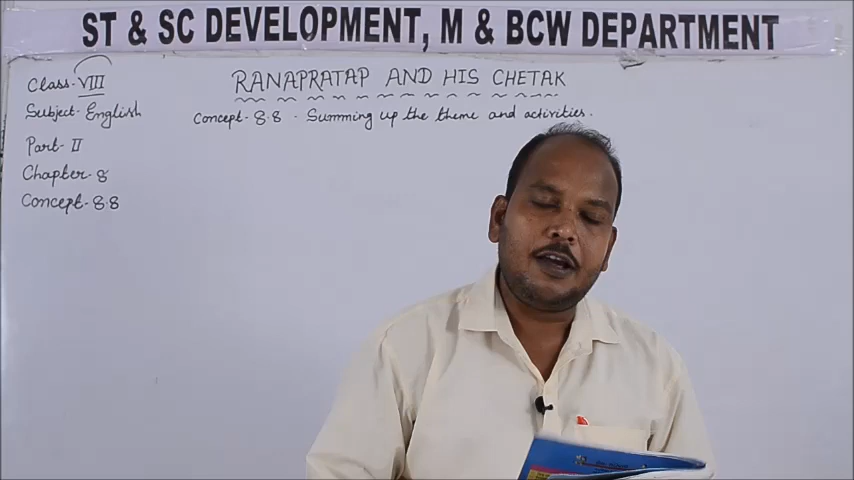 ST & SC DEVELOPMENT, M & BCW DEPARTMENT
Class- VIII
Subject- English
Part- II
Chapter- 8
Concept- 8.8
RANAPRATAP AND HIS CHETAK
Concept- 8.8 . Summing up the theme and activities.